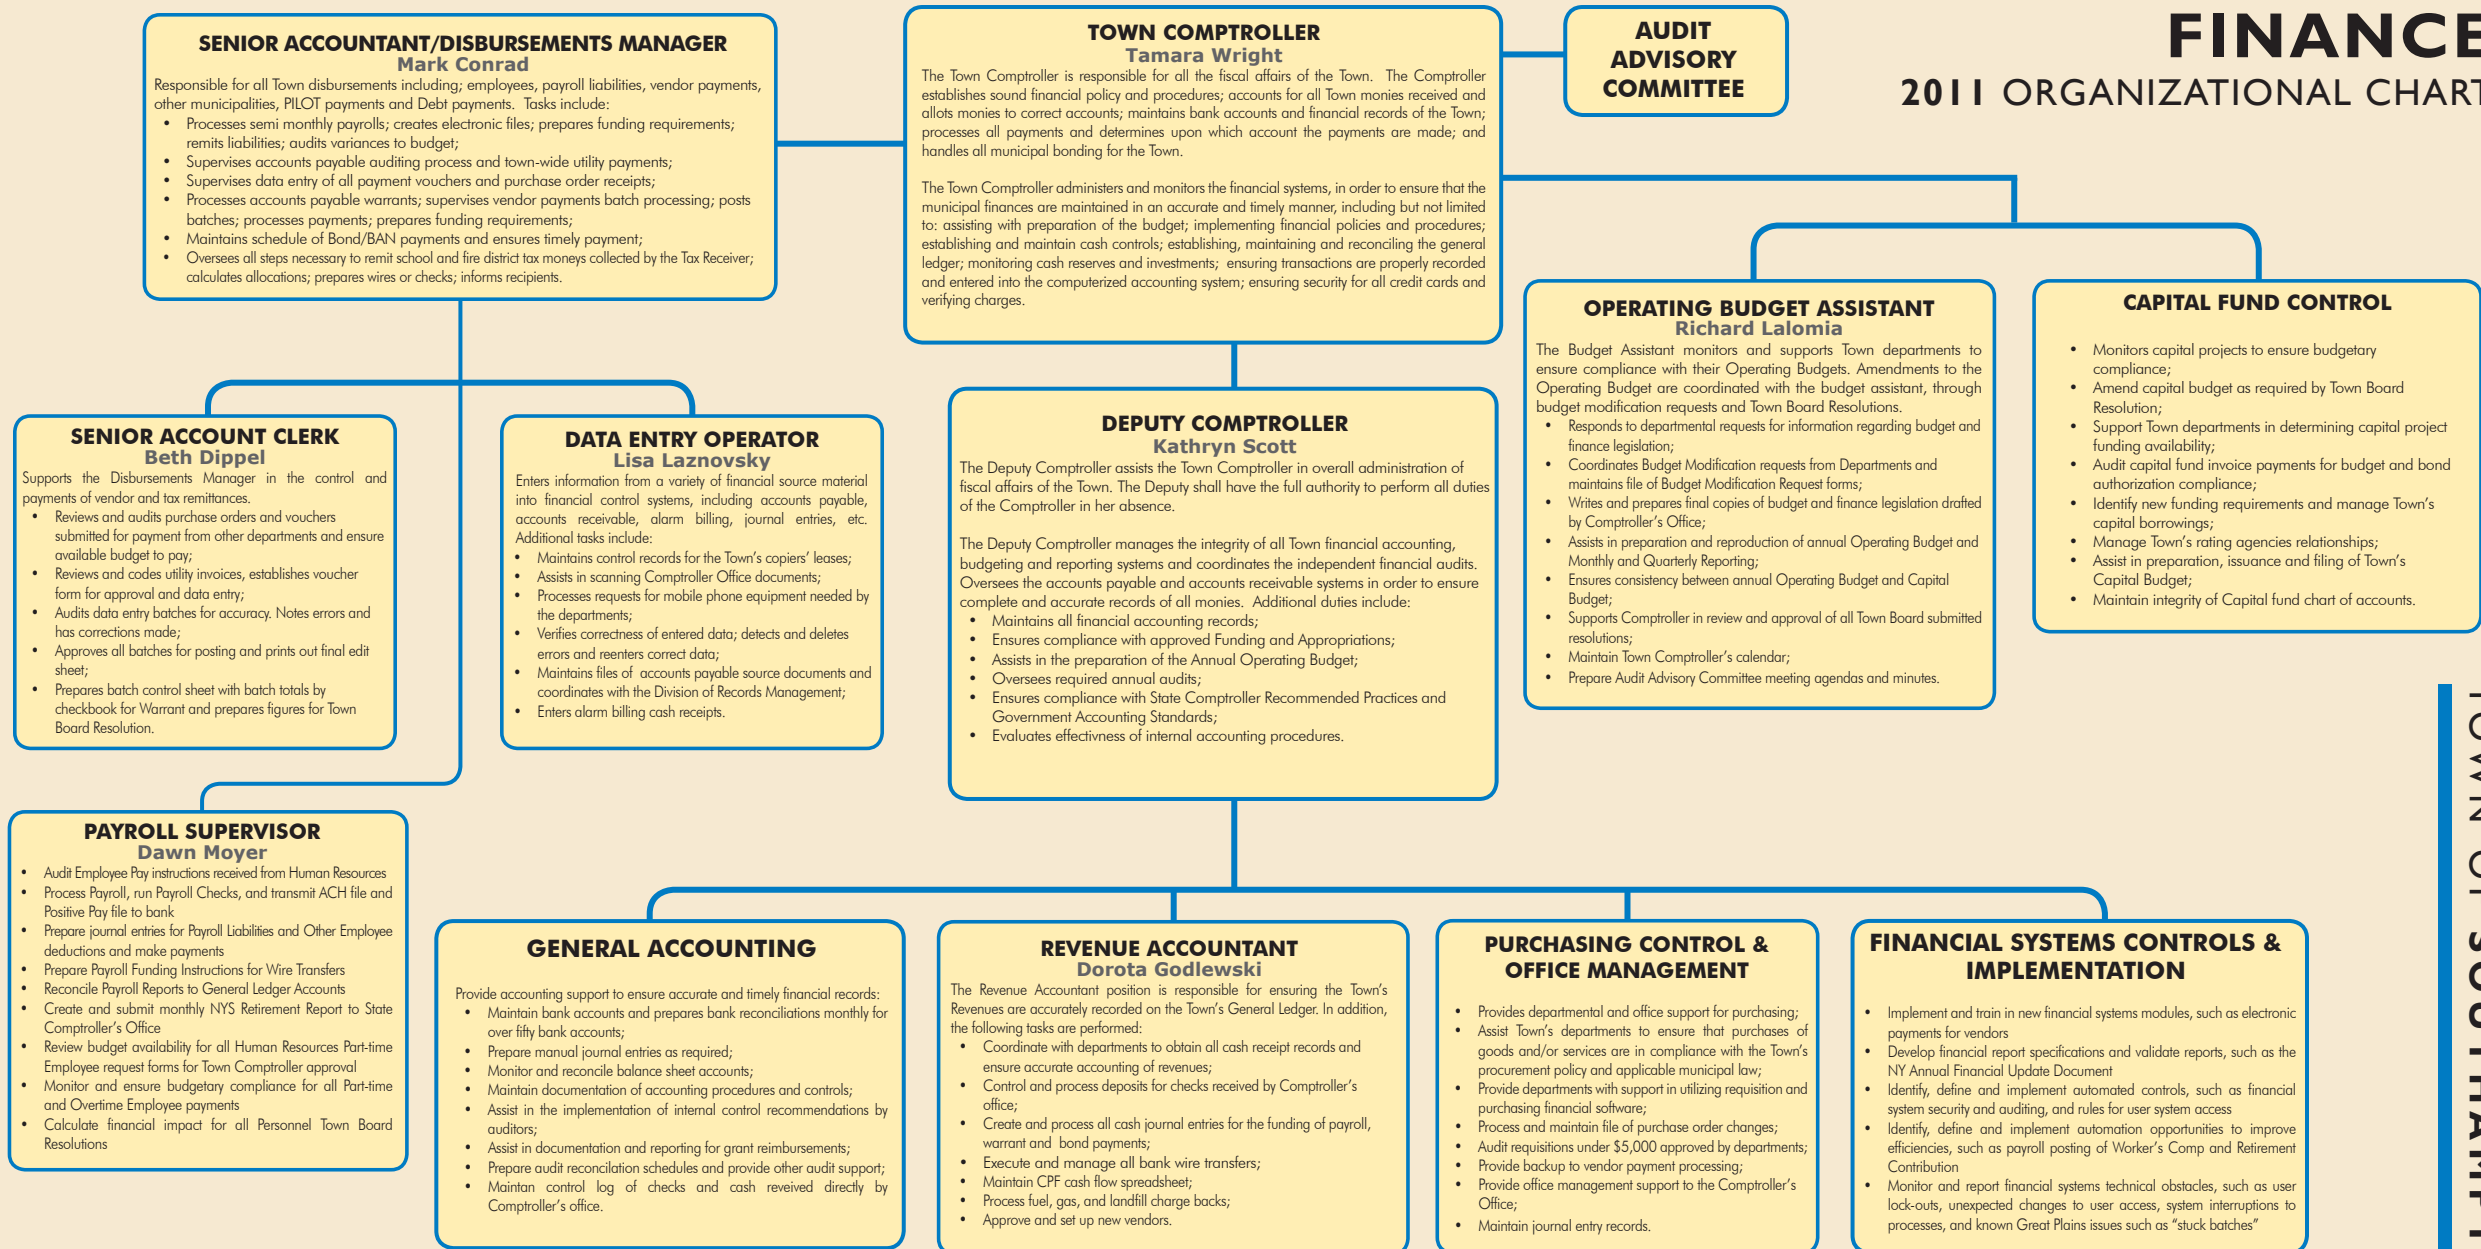 FINANCE
2011 ORGANIZATIONAL CHART
SENIOR ACCOUNTANT/DISBURSEMENTS MANAGER
Mark Conrad
Responsible for all Town disbursements including; employees, payroll liabilities, vendor payments,
other municipalities, PILOT payments and Debt payments. Tasks include:
• Processes semi monthly payrolls; creates electronic files; prepares funding requirements;
remits liabilities; audits variances to budget;
• Supervises accounts payable auditing process and town-wide utility payments;
• Supervises data entry of all payment vouchers and purchase order receipts;
• Processes accounts payable warrants; supervises vendor payments batch processing; posts
batches; processes payments; prepares funding requirements;
• Maintains schedule of Bond/BAN payments and ensures timely payment;
• Oversees all steps necessary to remit school and fire district tax moneys collected by the Tax Receiver;
calculates allocations; prepares wires or checks; informs recipients.
TOWN COMPTROLLER
Tamara Wright
The Town Comptroller is responsible for all the fiscal affairs of the Town. The Comptroller
establishes sound financial policy and procedures; accounts for all Town monies received and
allots monies to correct accounts; maintains bank accounts and financial records of the Town;
processes all payments and determines upon which account the payments are made; and
handles all municipal bonding for the Town.
The Town Comptroller administers and monitors the financial systems, in order to ensure that the
municipal finances are maintained in an accurate and timely manner, including but not limited
to: assisting with preparation of the budget; implementing financial policies and procedures;
establishing and maintain cash controls; establishing, maintaining and reconciling the general
ledger; monitoring cash reserves and investments; ensuring transactions are properly recorded
and entered into the computerized accounting system; ensuring security for all credit cards and
verifying charges.
AUDIT
ADVISORY
COMMITTEE
OPERATING BUDGET ASSISTANT
Richard Lalomia
The Budget Assistant monitors and supports Town departments to
ensure compliance with their Operating Budgets. Amendments to the
Operating Budget are coordinated with the budget assistant, through
budget modification requests and Town Board Resolutions.
• Responds to departmental requests for information regarding budget and
finance legislation;
• Coordinates Budget Modification requests from Departments and
maintains file of Budget Modification Request forms;
• Writes and prepares final copies of budget and finance legislation drafted
by Comptroller's Office;
• Assists in preparation and reproduction of annual Operating Budget and
Monthly and Quarterly Reporting;
• Ensures consistency between annual Operating Budget and Capital
Budget;
• Supports Comptroller in review and approval of all Town Board submitted
resolutions;
• Maintain Town Comptroller's calendar;
• Prepare Audit Advisory Committee meeting agendas and minutes.
CAPITAL FUND CONTROL
• Monitors capital projects to ensure budgetary
compliance;
• Amend capital budget as required by Town Board
Resolution;
• Support Town departments in determining capital project
funding availability;
• Audit capital fund invoice payments for budget and bond
authorization compliance;
• Identify new funding requirements and manage Town's
capital borrowings;
• Manage Town's rating agencies relationships;
• Assist in preparation, issuance and filing of Town's
Capital Budget;
• Maintain integrity of Capital fund chart of accounts.
SENIOR ACCOUNT CLERK
Beth Dippel
Supports the Disbursements Manager in the control and
payments of vendor and tax remittances.
• Reviews and audits purchase orders and vouchers
submitted for payment from other departments and ensure
available budget to pay;
• Reviews and codes utility invoices, establishes voucher
form for approval and data entry;
• Audits data entry batches for accuracy. Notes errors and
has corrections made;
• Approves all batches for posting and prints out final edit
sheet;
• Prepares batch control sheet with batch totals by
checkbook for Warrant and prepares figures for Town
Board Resolution.
DATA ENTRY OPERATOR
Lisa Laznovsky
Enters information from a variety of financial source material
into financial control systems, including accounts payable,
accounts receivable, alarm billing, journal entries, etc.
Additional tasks include:
• Maintains control records for the Town's copiers' leases;
• Assists in scanning Comptroller Office documents;
• Processes requests for mobile phone equipment needed by
the departments;
• Verifies correctness of entered data; detects and deletes
errors and reenters correct data;
• Maintains files of accounts payable source documents and
coordinates with the Division of Records Management;
• Enters alarm billing cash receipts.
DEPUTY COMPTROLLER
Kathryn Scott
The Deputy Comptroller assists the Town Comptroller in overall administration of
fiscal affairs of the Town. The Deputy shall have the full authority to perform all duties
of the Comptroller in her absence.
The Deputy Comptroller manages the integrity of all Town financial accounting,
budgeting and reporting systems and coordinates the independent financial audits.
Oversees the accounts payable and accounts receivable systems in order to ensure
complete and accurate records of all monies. Additional duties include:
• Maintains all financial accounting records;
• Ensures compliance with approved Funding and Appropriations;
• Assists in the preparation of the Annual Operating Budget;
• Oversees required annual audits;
• Ensures compliance with State Comptroller Recommended Practices and
Government Accounting Standards;
• Evaluates effectivness of internal accounting procedures.
PAYROLL SUPERVISOR
Dawn Moyer
• Audit Employee Pay instructions received from Human Resources
• Process Payroll, run Payroll Checks, and transmit ACH file and
Positive Pay file to bank
• Prepare journal entries for Payroll Liabilities and Other Employee
deductions and make payments
• Prepare Payroll Funding Instructions for Wire Transfers
• Reconcile Payroll Reports to General Ledger Accounts
• Create and submit monthly NYS Retirement Report to State
Comptroller's Office
• Review budget availability for all Human Resources Part-time
Employee request forms for Town Comptroller approval
• Monitor and ensure budgetary compliance for all Part-time
and Overtime Employee payments
• Calculate financial impact for all Personnel Town Board
Resolutions
GENERAL ACCOUNTING
Provide accounting support to ensure accurate and timely financial records:
• Maintain bank accounts and prepares bank reconciliations monthly for
over fifty bank accounts;
• Prepare manual journal entries as required;
• Monitor and reconcile balance sheet accounts;
• Maintain documentation of accounting procedures and controls;
• Assist in the implementation of internal control recommendations by
auditors;
• Assist in documentation and reporting for grant reimbursements;
• Prepare audit reconcilation schedules and provide other audit support;
• Maintan control log of checks and cash reveived directly by
Comptroller's office.
REVENUE ACCOUNTANT
Dorota Godlewski
The Revenue Accountant position is responsible for ensuring the Town's
Revenues are accurately recorded on the Town's General Ledger. In addition,
the following tasks are performed:
• Coordinate with departments to obtain all cash receipt records and
ensure accurate accounting of revenues;
• Control and process deposits for checks received by Comptroller's
office;
• Create and process all cash journal entries for the funding of payroll,
warrant and bond payments;
• Execute and manage all bank wire transfers;
• Maintain CPF cash flow spreadsheet;
• Process fuel, gas, and landfill charge backs;
• Approve and set up new vendors.
PURCHASING CONTROL &
OFFICE MANAGEMENT
• Provides departmental and office support for purchasing;
• Assist Town's departments to ensure that purchases of
goods and/or services are in compliance with the Town's
procurement policy and applicable municipal law;
• Provide departments with support in utilizing requisition and
purchasing financial software;
• Process and maintain file of purchase order changes;
• Audit requisitions under $5,000 approved by departments;
• Provide backup to vendor payment processing;
• Provide office management support to the Comptroller's
Office;
• Maintain journal entry records.
FINANCIAL SYSTEMS CONTROLS &
IMPLEMENTATION
• Implement and train in new financial systems modules, such as electronic
payments for vendors
• Develop financial report specifications and validate reports, such as the
NY Annual Financial Update Document
• Identify, define and implement automated controls, such as financial
system security and auditing, and rules for user system access
• Identify, define and implement automation opportunities to improve
efficiencies, such as payroll posting of Worker's Comp and Retirement
Contribution
• Monitor and report financial systems technical obstacles, such as user
lock-outs, unexpected changes to user access, system interruptions to
processes, and known Great Plains issues such as "stuck batches"
TOWN OF SOUTHAMPT